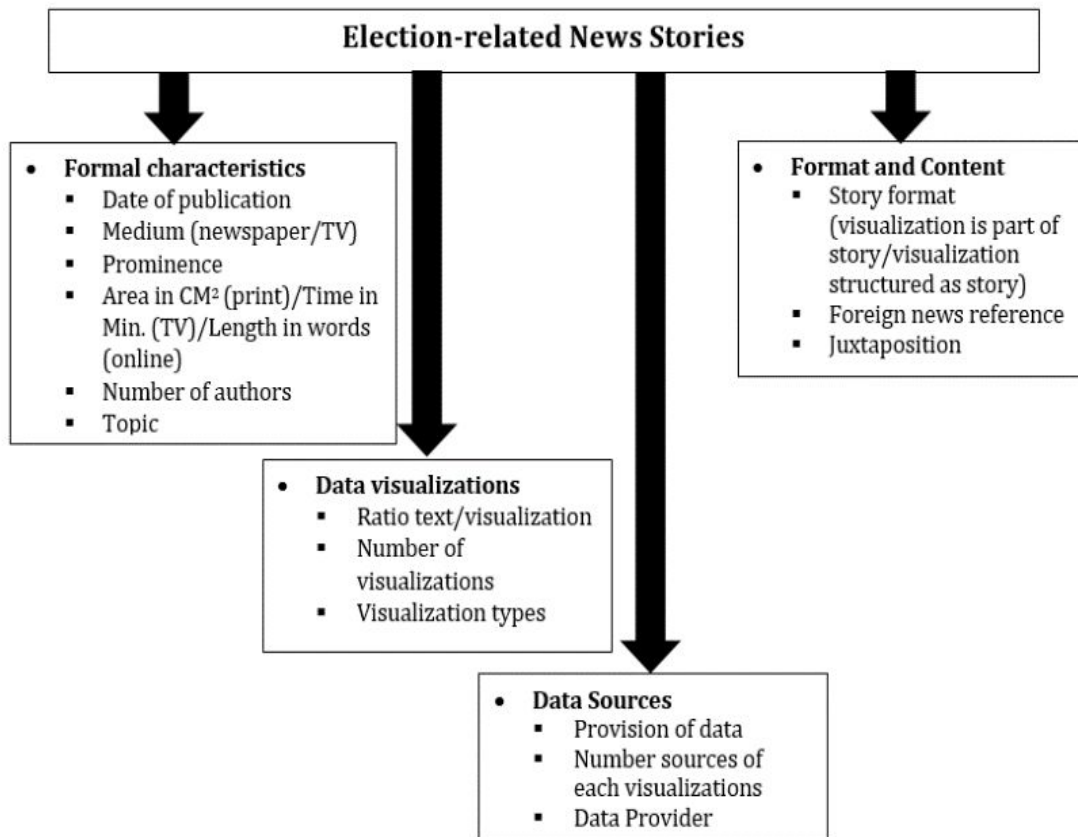 Election-related News Stories
• Formal characteristics
▪ Date of publication
▪ Medium (newspaper/TV)
▪ Prominence
▪ Area in CM² (print)/Time in
Min. (TV)/Length in words
(online)
▪ Number of authors
▪ Topic
• Format and Content
▪ Story format
(visualization is part of
story/visualization
structured as story)
▪ Foreign news reference
▪ Juxtaposition
• Data visualizations
▪ Ratio text/visualization
▪ Number of
visualizations
▪ Visualization types
• Data Sources
▪ Provision of data
▪ Number sources of
each visualizations
▪ Data Provider